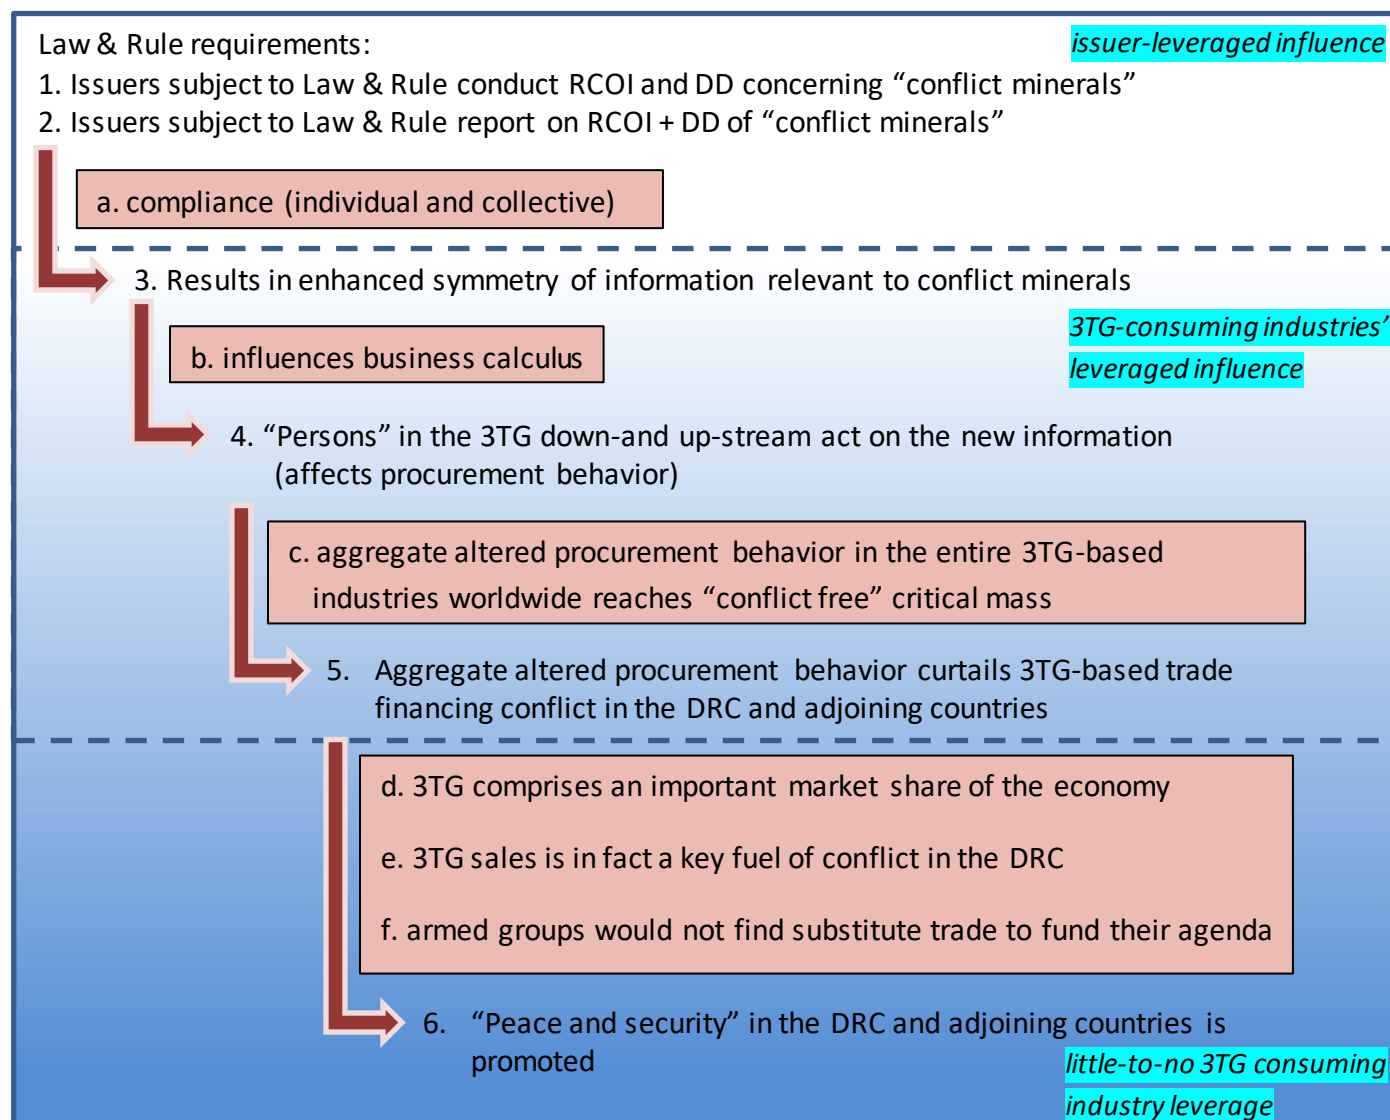 Law & Rule requirements:
issuer-leveraged influence
1. Issuers subject to Law & Rule conduct RCOI and DD concerning “conflict minerals”
2. Issuers subject to Law & Rule report on RCOI + DD of “conflict minerals”
a. compliance (individual and collective)
3. Results in enhanced symmetry of information relevant to conflict minerals
3TG-consuming industries’
leveraged influence
b. influences business calculus
4. “Persons” in the 3TG down-and up-stream act on the new information
(affects procurement behavior)
c. aggregate altered procurement behavior in the entire 3TG-based
industries worldwide reaches “conflict free” critical mass
5. Aggregate altered procurement behavior curtails 3TG-based trade
financing conflict in the DRC and adjoining countries
d. 3TG comprises an important market share of the economy
e. 3TG sales is in fact a key fuel of conflict in the DRC
f. armed groups would not find substitute trade to fund their agenda
6. “Peace and security” in the DRC and adjoining countries is
promoted
little-to-no 3TG consuming
industry leverage